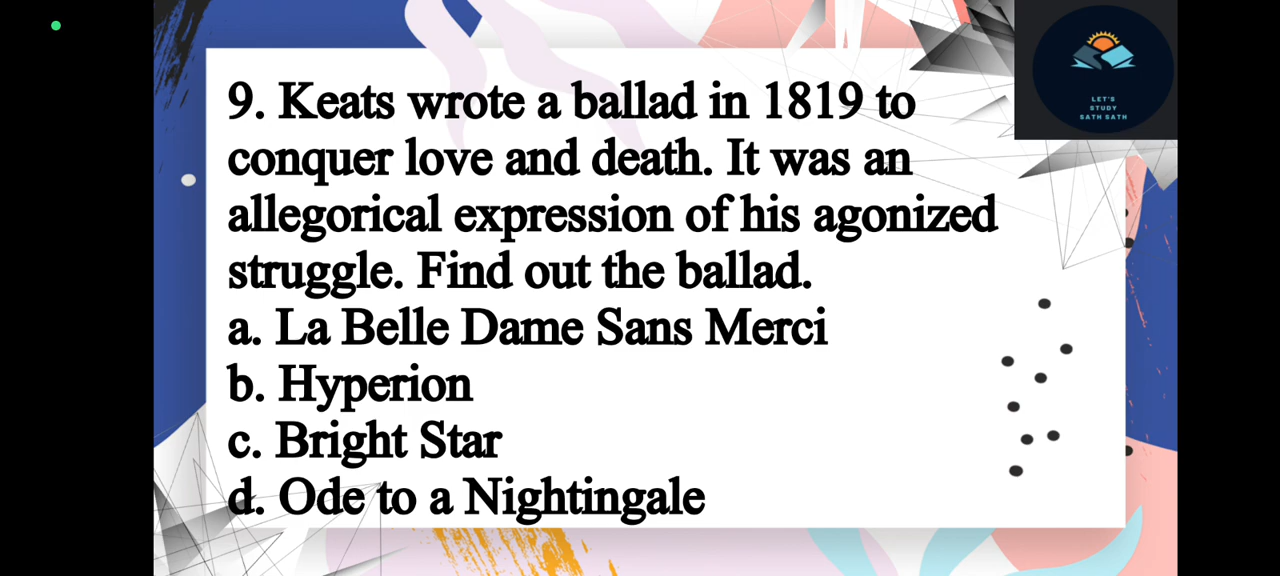 9. Keats wrote a ballad in 1819 to
conquer love and death. It was an
allegorical expression of his agonized
struggle. Find out the ballad.
a. La Belle Dame Sans Merci
b. Hyperion
c. Bright Star
d. Ode to a Nightingale
LET'S
STUDY
SATH SATH